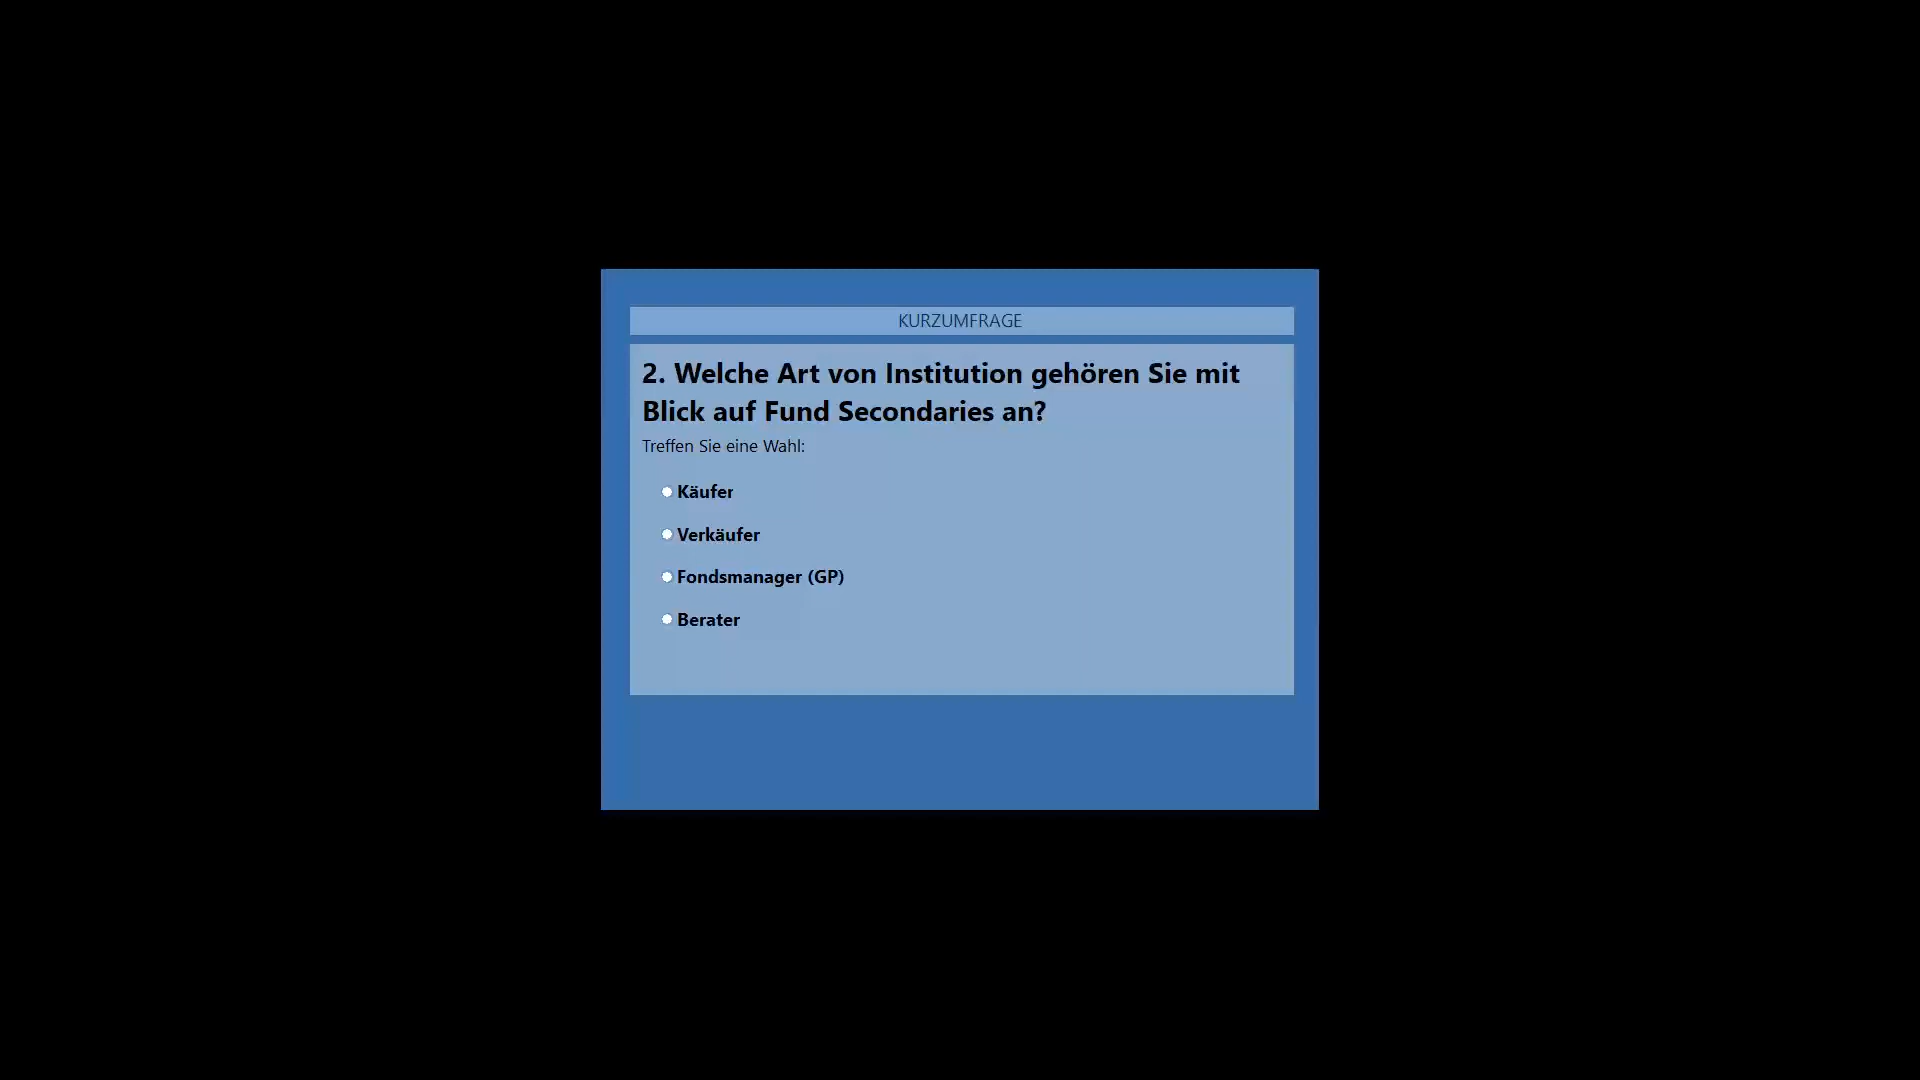 KURZUMFRAGE
2. Welche Art von Institution gehören Sie mit
Blick auf Fund Secondaries an?
Treffen Sie eine Wahl:
Käufer
Verkäufer
Fondsmanager (GP)
Berater